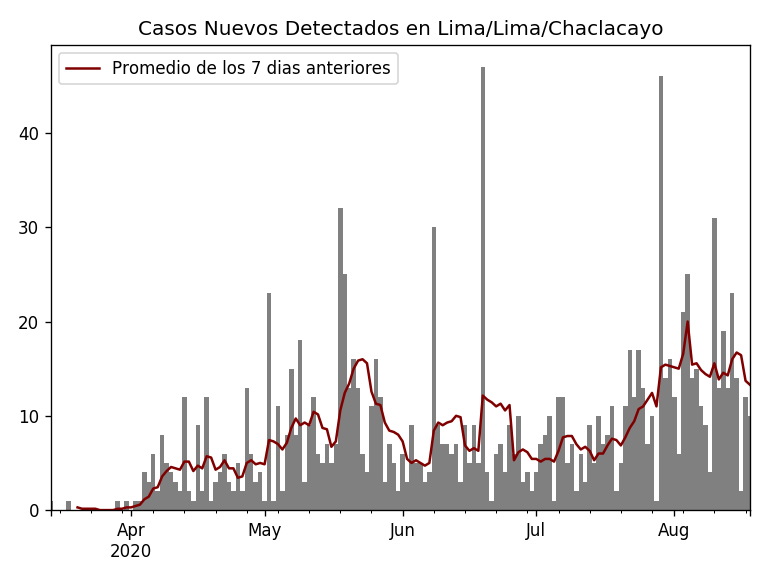 Casos Nuevos Detectados en Lima/Lima/Chaclacayo
Promedio de los 7 dias anteriores
40
30
20
10
0
Apr
2020
May
Jun
Jul
Aug